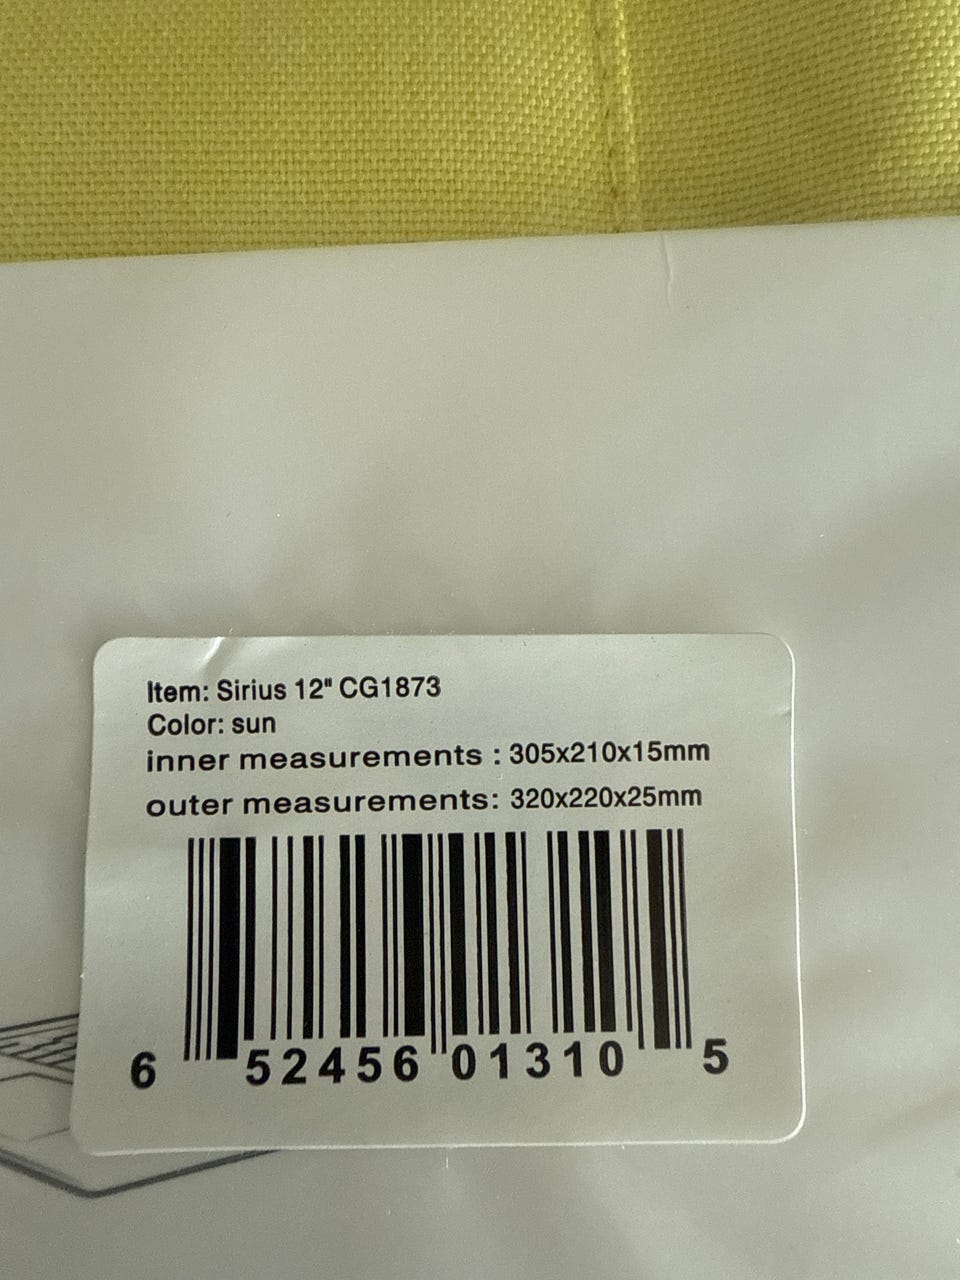 Item: Sirius 12" CG1873
Color: sun
inner measurements : 305x210x15mm
outer measurements: 320x220x25mm
6 52456 01310 5